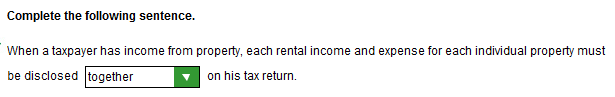 Complete the following sentence.
When a taxpayer has income from property, each rental income and expense for each individual property must
be disclosed together on his tax return.